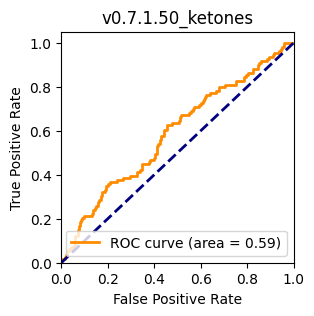 v0.7.1.50_ketones
True Positive Rate
1.0
0.8
0.6
0.4
0.2
0.0
ROC curve (area = 0.59)
0.0 0.2 0.4 0.6 0.8 1.0
False Positive Rate